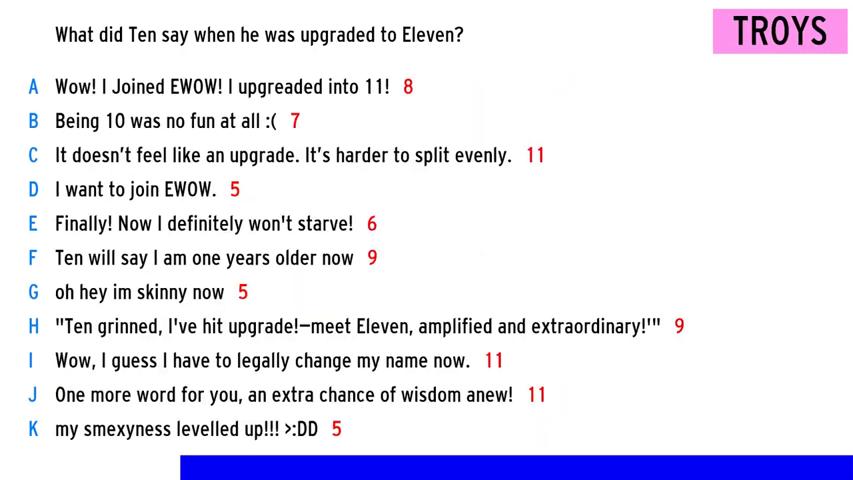 What did Ten say when he was upgraded to Eleven?
TROYS
A Wow! I Joined EWOW! I upgreaded into 11! 8
B Being 10 was no fun at all :( 7
C It doesn't feel like an upgrade. It's harder to split evenly. 11
D I want to join EWOW. 5
E Finally! Now I definitely won't starve! 6
F Ten will say I am one years older now 9
G oh hey im skinny now 5
H "Ten grinned, I've hit upgrade!—meet Eleven, amplified and extraordinary!'" 9
I Wow, I guess I have to legally change my name now. 11
J One more word for you, an extra chance of wisdom anew! 11
K my smexyness levelled up!!! >:DD 5